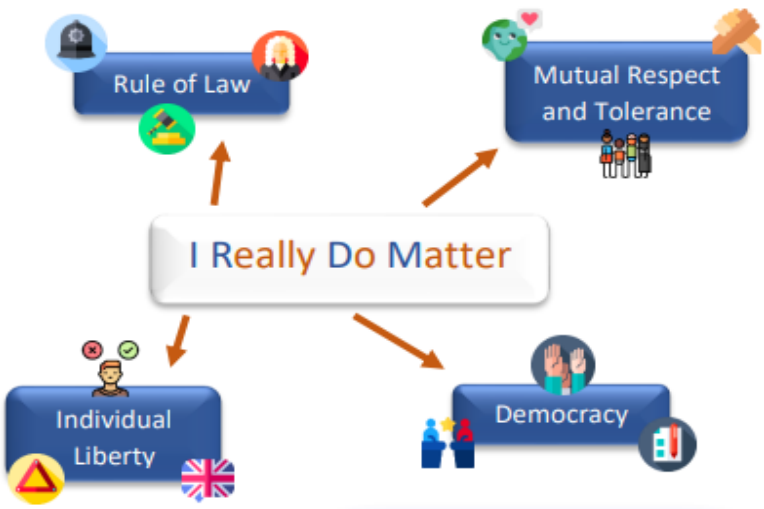 Rule of Law
Mutual Respect
and Tolerance
I Really Do Matter
Individual
Liberty
Democracy